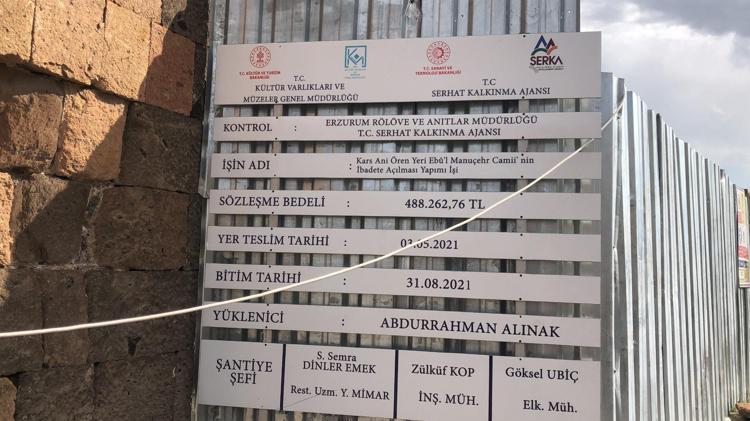 T.C. KÜLTÜR VE TURİZM
BAKANLIĞI
T.C. SANAYİ VE
TEKNOLOJİ BAKANLIĞI
SERKA
T.C.
KÜLTÜR VARLIKLARI VE
MÜZELER GENEL MÜDÜRLÜĞÜ
T.C
SERHAT KALKINMA AJANSI
KONTROL : ERZURUM RÖLÖVE VE ANITLAR MÜDÜRLÜĞÜ
T.C. SERHAT KALKINMA AJANSI
İŞİN ADI : Kars Ani Ören Yeri Ebû'l Manuçehr Camii' nin
İbadete Açılması Yapımı İşi
SÖZLEŞME BEDELİ : 488.262,76 TL
YER TESLİM TARİHİ : 03.05.2021
BİTİM TARİHİ : 31.08.2021
YÜKLENİCİ : ABDURRAHMAN ALINAK
ŞANTİYE
ŞEFİ
S. Semra
DİNLER EMEK
Rest. Uzm. Y. MİMAR
Zülküf KOP
İNŞ. MÜH.
Göksel UBİÇ
Elk. Müh.